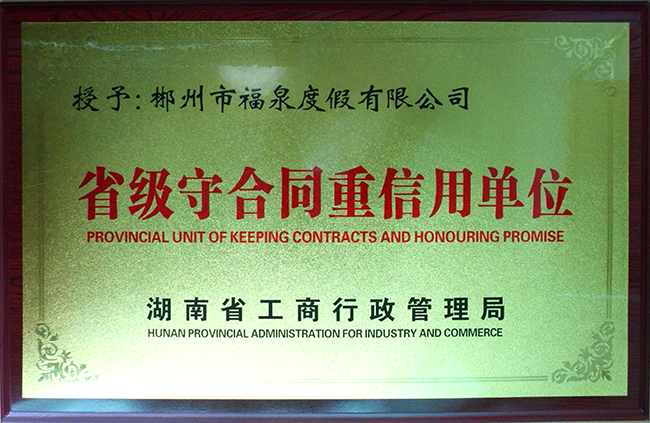 授予：郴州市福泉度假有限公司
省级守合同重信用单位
PROVINCIAL UNIT OF KEEPING CONTRACTS AND HONOURING PROMISE
湖南省工商行政管理局
HUNAN PROVINCIAL ADMINISTRATION FOR INDUSTRY AND COMMERCE